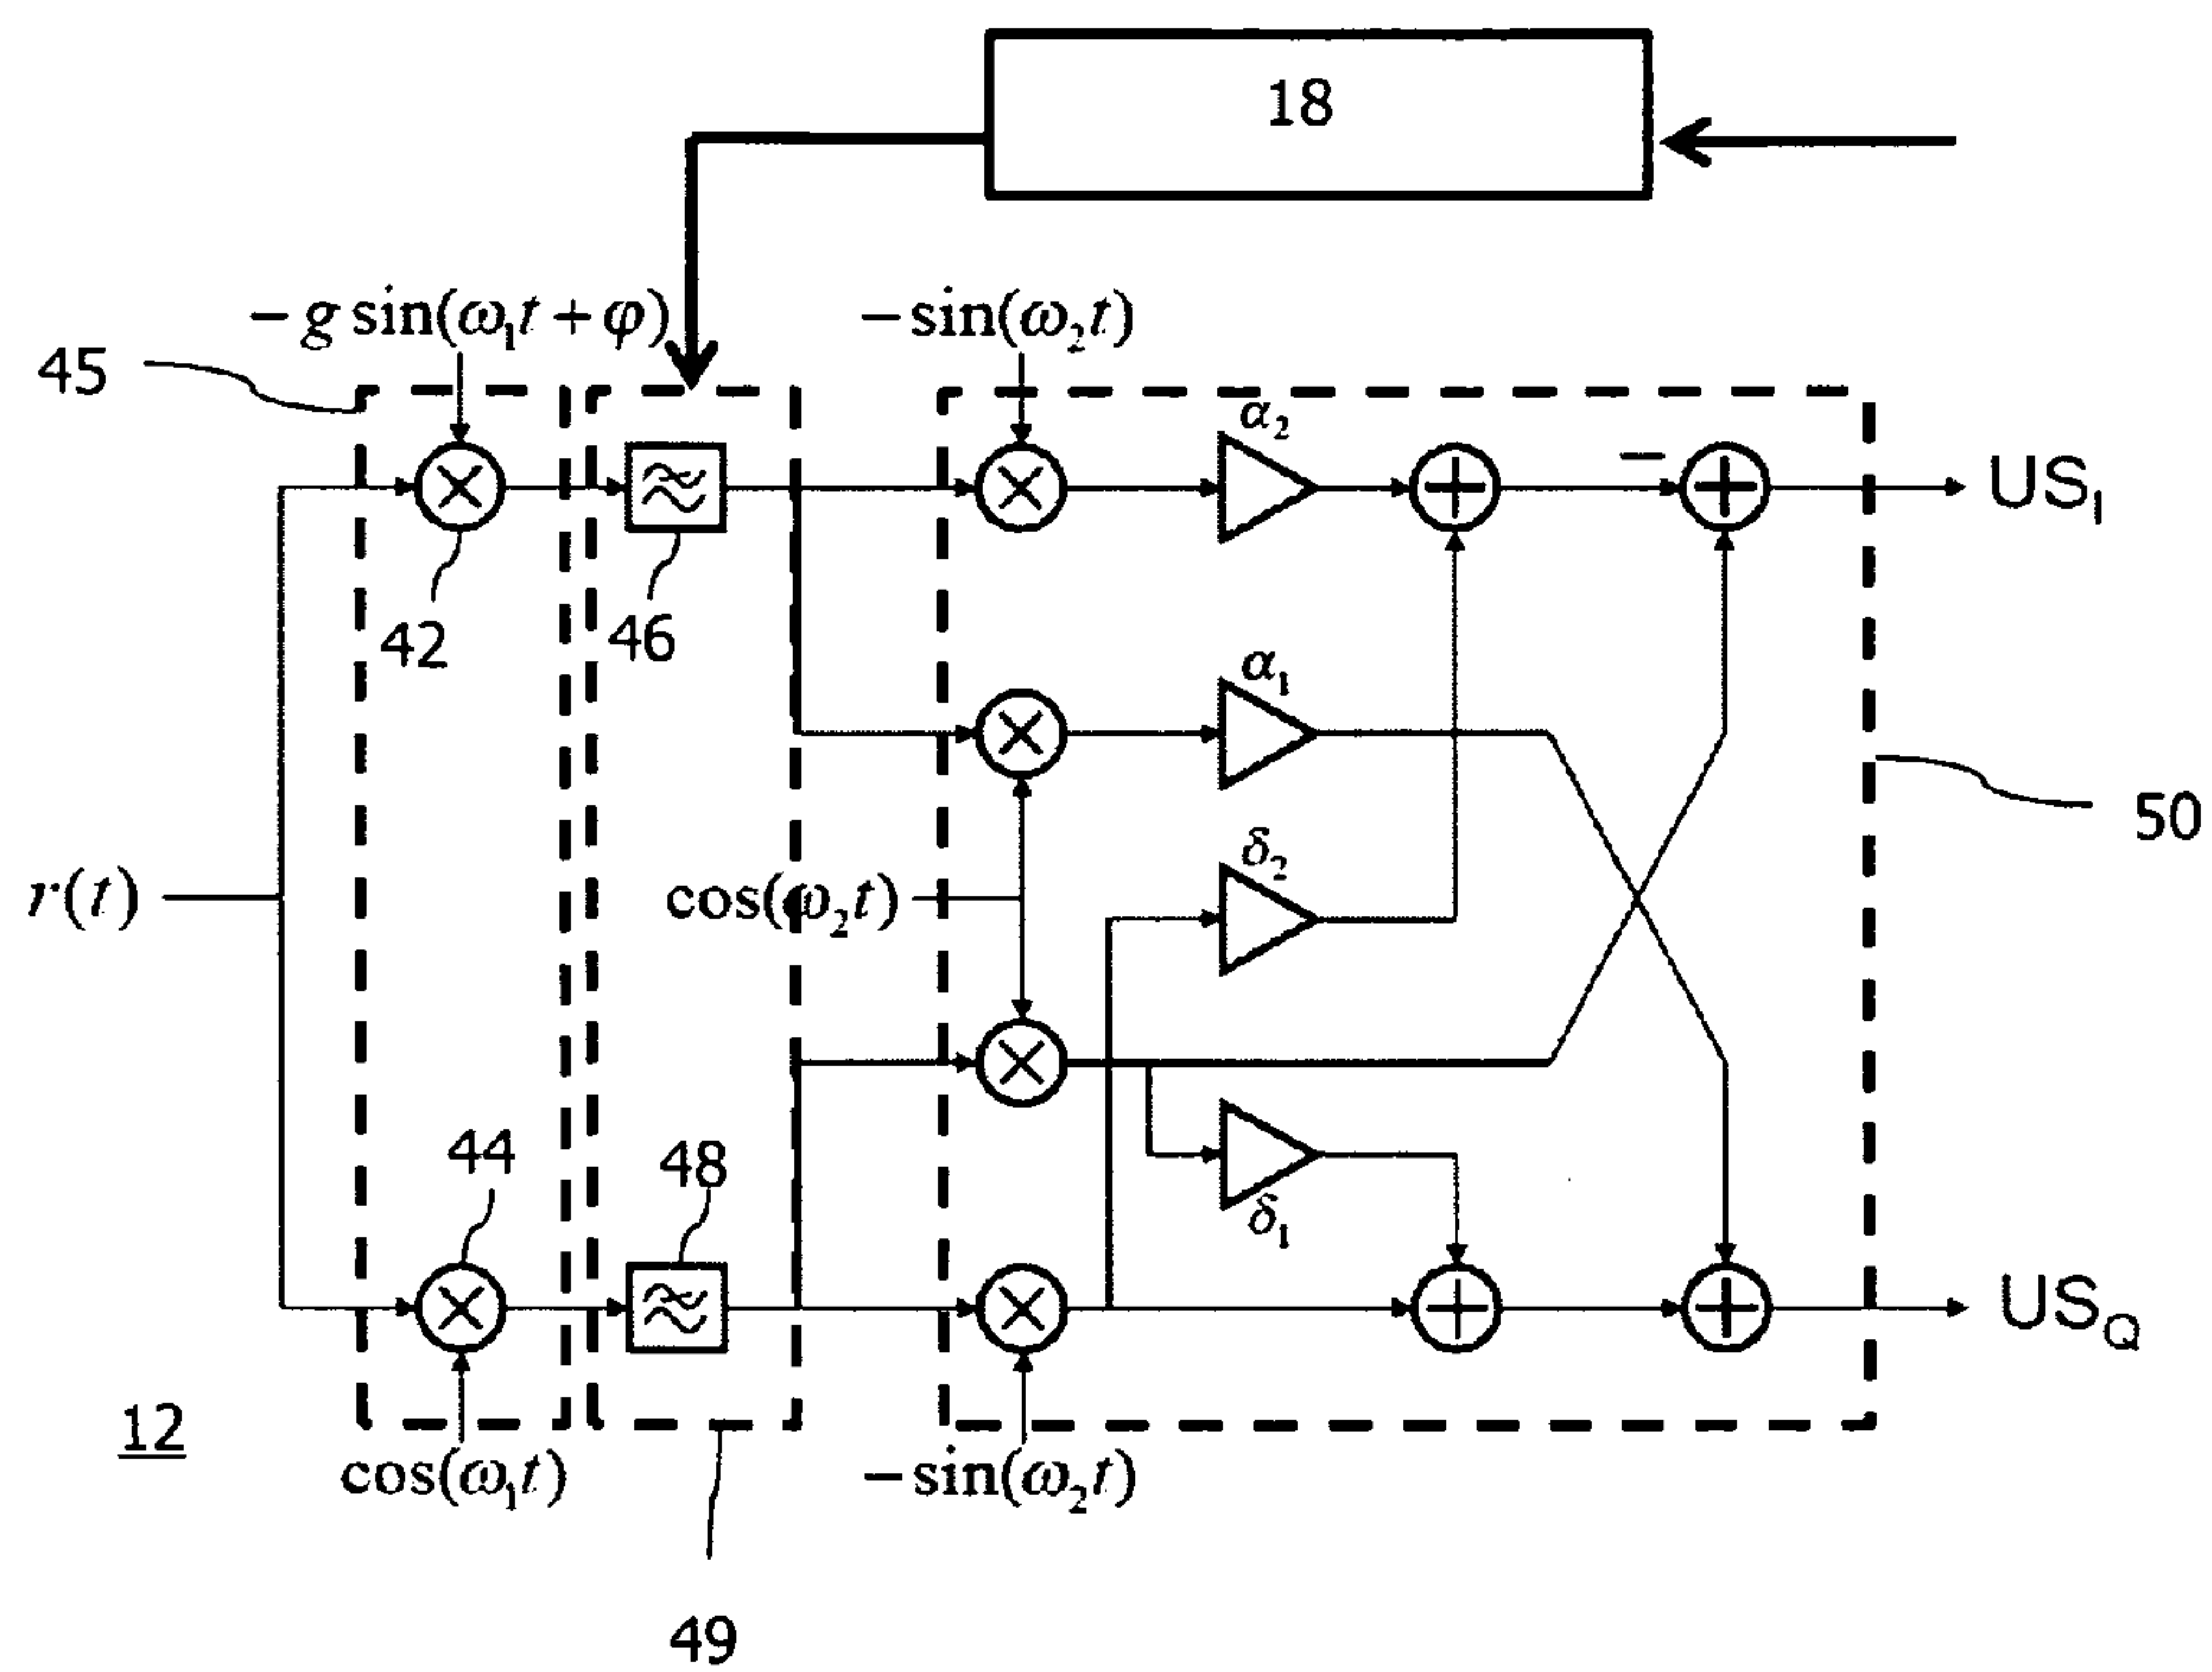 18
−g sin(ω₁t + φ)
−sin(ω₂t)
45
α₂
US_I
42
46
α₁
50
δ₂
r(t)
cos(ω₂t)
44
48
δ₁
US_Q
12
cos(ω₁t)
−sin(ω₂t)
49